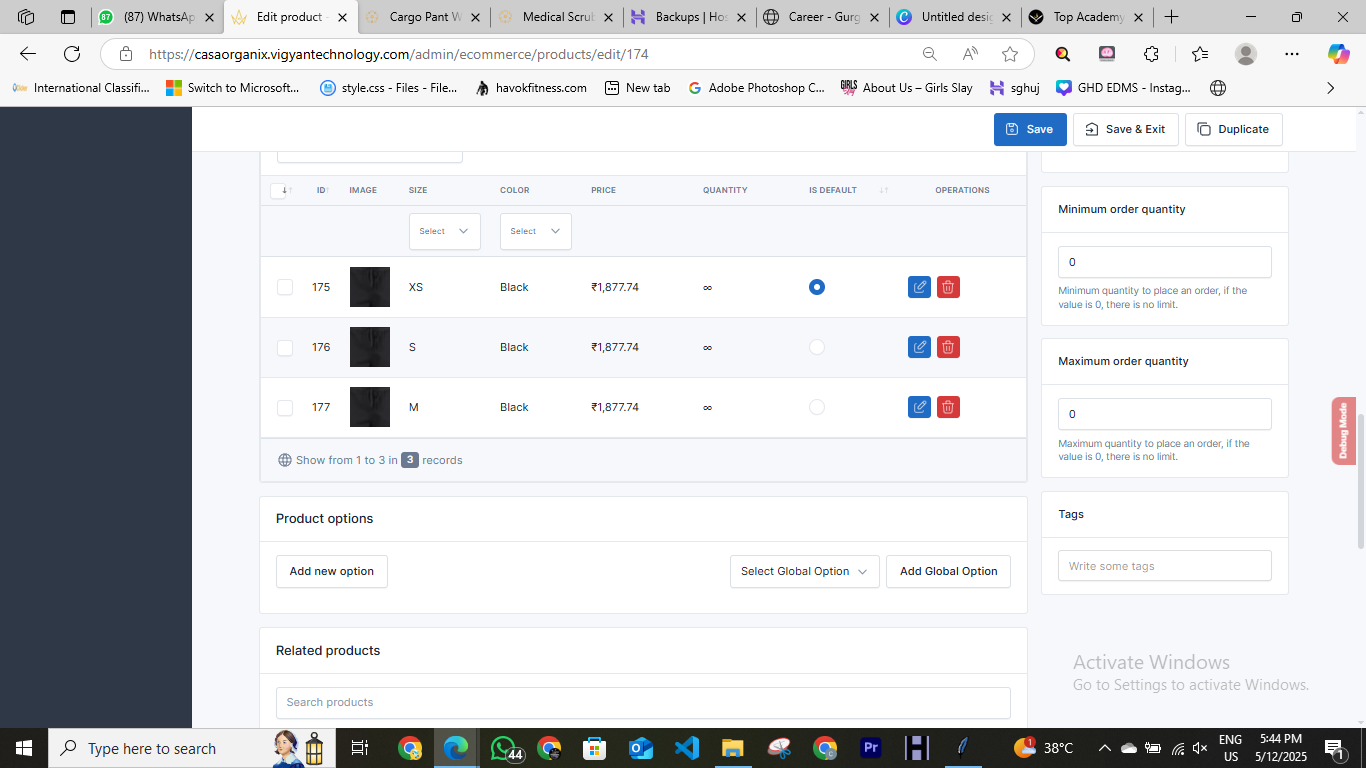 (87) WhatsAp
Edit product -
Cargo Pant W
Medical Scrub
Backups | Hos
Career - Gurg
Untitled desig
Top Academy
https://casaorganix.vigyantechnology.com/admin/ecommerce/products/edit/174
International Classifi...
Switch to Microsoft...
style.css - Files - File...
havokfitness.com
New tab
Adobe Photoshop C...
About Us – Girls Slay
sghuj
GHD EDMS - Instag...
Save
Save & Exit
Duplicate
ID
IMAGE
SIZE
COLOR
PRICE
QUANTITY
IS DEFAULT
OPERATIONS
Select
Select
175 XS Black ₹1,877.74 ∞
176 S Black ₹1,877.74 ∞
177 M Black ₹1,877.74 ∞
Show from 1 to 3 in 3 records
Product options
Add new option
Select Global Option
Add Global Option
Related products
Search products
Minimum order quantity
0
Minimum quantity to place an order, if the
value is 0, there is no limit.
Maximum order quantity
0
Maximum quantity to place an order, if the
value is 0, there is no limit.
Tags
Write some tags
Debug Mode
Activate Windows
Go to Settings to activate Windows.
Type here to search
44
Pr
38°C
ENG
US
5:44 PM
5/12/2025
1